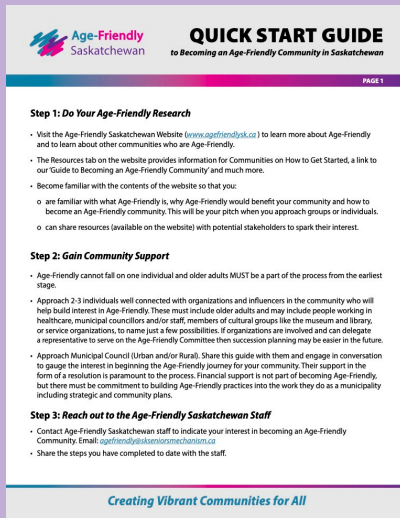 Age-Friendly
Saskatchewan
QUICK START GUIDE
to Becoming an Age-Friendly Community in Saskatchewan
PAGE 1
Step 1: Do Your Age-Friendly Research
• Visit the Age-Friendly Saskatchewan Website (www.agefriendlysk.ca ) to learn more about Age-Friendly
and to learn about other communities who are Age-Friendly.
• The Resources tab on the website provides information for Communities on How to Get Started, a link to
our ‘Guide to Becoming an Age-Friendly Community’ and much more.
• Become familiar with the contents of the website so that you:
o are familiar with what Age-Friendly is, why Age-Friendly would benefit your community and how to
become an Age-Friendly community. This will be your pitch when you approach groups or individuals.
o can share resources (available on the website) with potential stakeholders to spark their interest.
Step 2: Gain Community Support
• Age-Friendly cannot fall on one individual and older adults MUST be a part of the process from the earliest
stage.
• Approach 2-3 individuals well connected with organizations and influencers in the community who will
help build interest in Age-Friendly. These must include older adults and may include people working in
healthcare, municipal councillors and/or staff, members of cultural groups like the museum and library,
or service organizations, to name just a few possibilities. If organizations are involved and can delegate
a representative to serve on the Age-Friendly Committee then succession planning may be easier in the future.
• Approach Municipal Council (Urban and/or Rural). Share this guide with them and engage in conversation
to gauge the interest in beginning the Age-Friendly journey for your community. Their support in the
form of a resolution is paramount to the process. Financial support is not part of becoming Age-Friendly,
but there must be commitment to building Age-Friendly practices into the work they do as a municipality
including strategic and community plans.
Step 3: Reach out to the Age-Friendly Saskatchewan Staff
• Contact Age-Friendly Saskatchewan staff to indicate your interest in becoming an Age-Friendly
Community. Email: agefriendly@skseniorsmechanism.ca
• Share the steps you have completed to date with the staff.
Creating Vibrant Communities for All